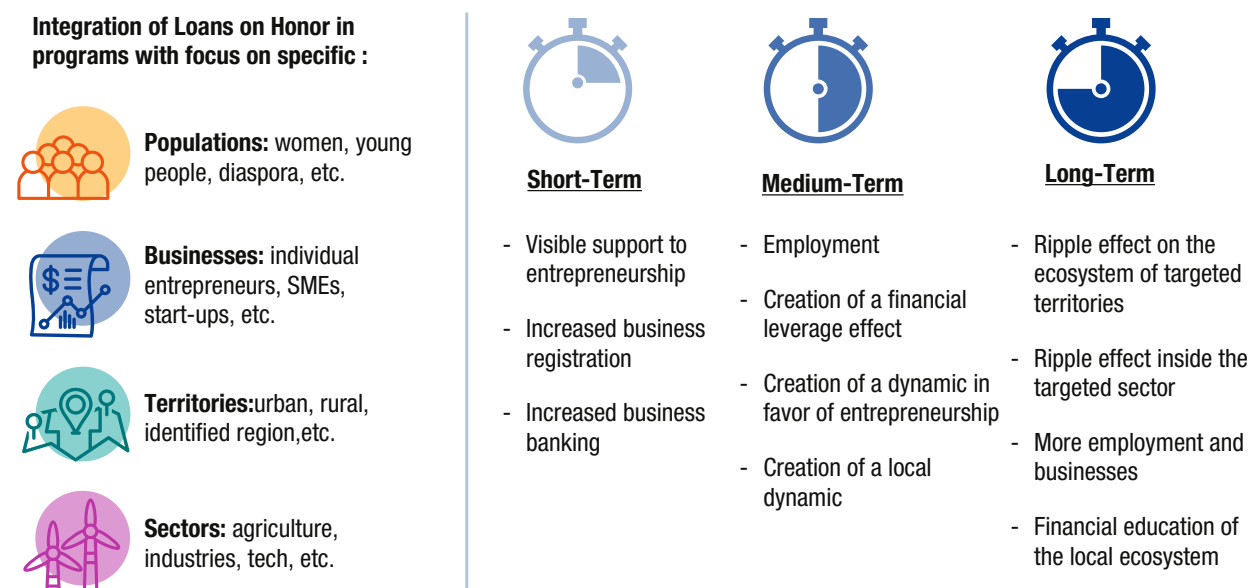 Integration of Loans on Honor in
programs with focus on specific :
Populations: women, young
people, diaspora, etc.
Businesses: individual
entrepreneurs, SMEs,
start-ups, etc.
Territories:urban, rural,
identified region,etc.
Sectors: agriculture,
industries, tech, etc.
Short-Term
- Visible support to
entrepreneurship
- Increased business
registration
- Increased business
banking
Medium-Term
- Employment
- Creation of a financial
leverage effect
- Creation of a dynamic in
favor of entrepreneurship
- Creation of a local
dynamic
Long-Term
- Ripple effect on the
ecosystem of targeted
territories
- Ripple effect inside the
targeted sector
- More employment and
businesses
- Financial education of
the local ecosystem